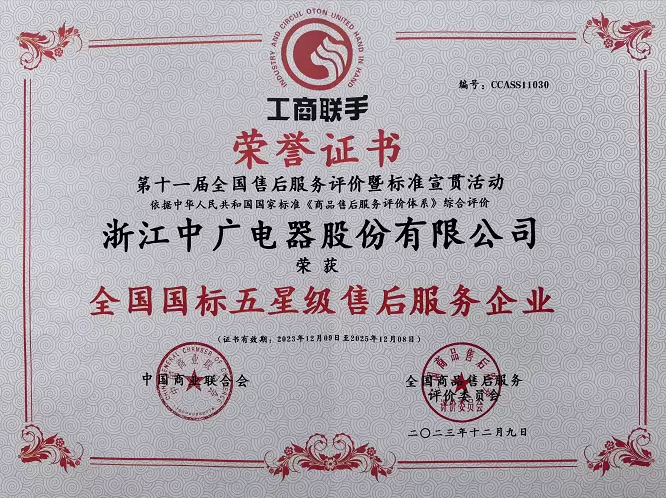 INDUSTRY AND CIRCUL OTON UNITED HAND IN HAND
工商联手
编号：CCASS11030
荣誉证书
第十一届全国售后服务评价暨标准宣贯活动
依据中华人民共和国国家标准《商品售后服务评价体系》综合评价
浙江中广电器股份有限公司
荣获
全国国标五星级售后服务企业
（证书有效期：2023年12月09日至2025年12月08日）
中国商业联合会
全国商品售后服务
评价委员会
评价委员会
二〇二三年十二月九日